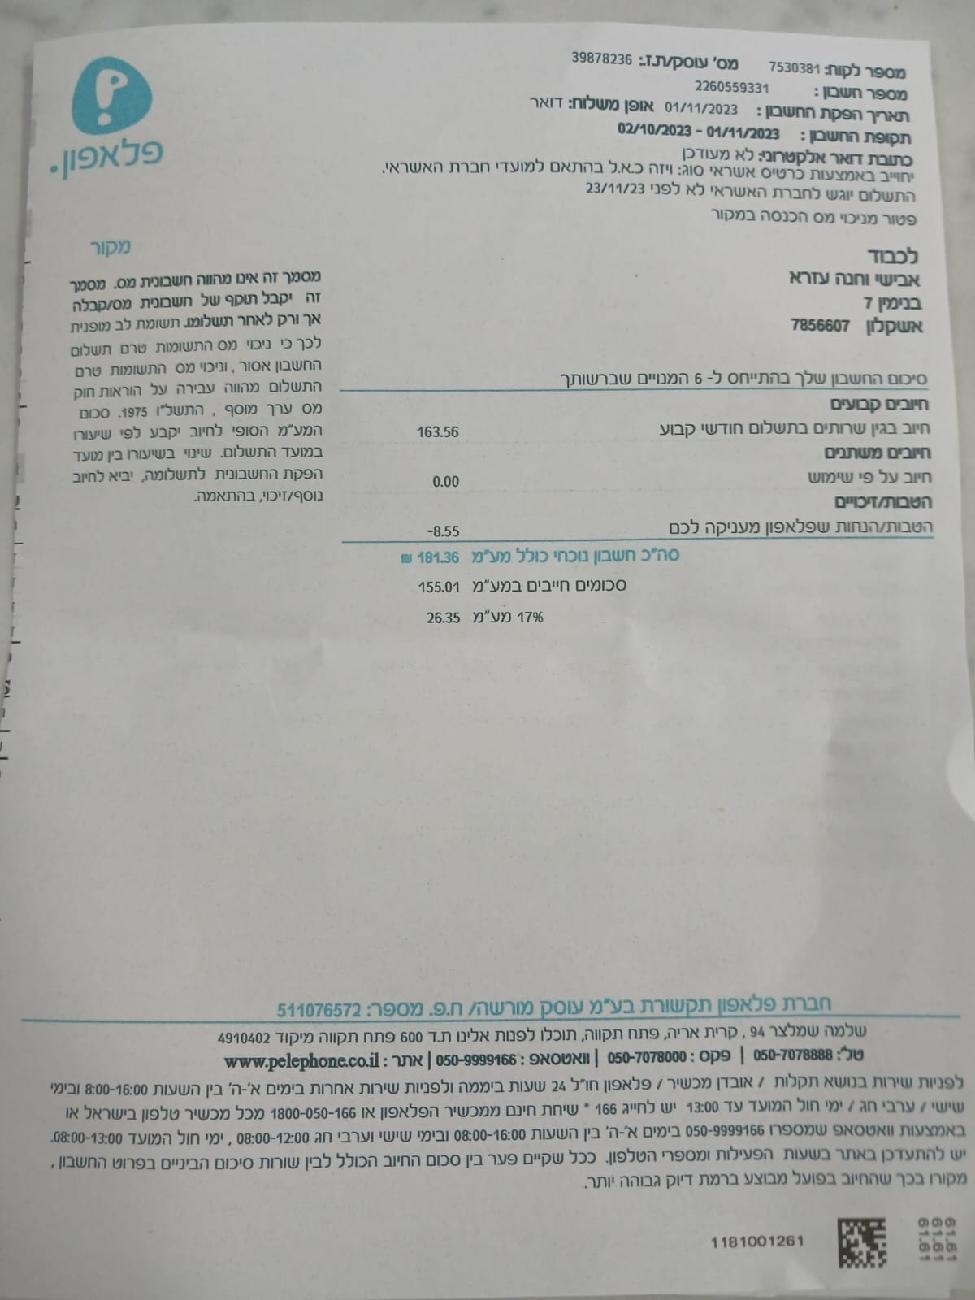 פלאפון.
מספר לקוח: 7530381 מס' עוסק/ת.ז.: 39878236
מספר חשבון : 2260559331
תאריך הפקת החשבון : 01/11/2023 אופן משלוח: דואר
תקופת החשבון : 02/10/2023 - 01/11/2023
כתובת דואר אלקטרוני: לא מעודכן
יחוייב באמצעות כרטיס אשראי סוג: ויזה כ.א.ל בהתאם למועדי חברת האשראי.
התשלום יוגש לחברת האשראי לא לפני 23/11/23
פטור מניכוי מס הכנסה במקור
לכבוד
אבישי וחנה עזרא
בנימין 7
אשקלון 7856607
מקור
מסמך זה אינו מהווה חשבונית מס. מסמך
זה יקבל תוקף של חשבונית מס/קבלה
אך ורק לאחר תשלומו. תשומת לב מופנית
לכך כי ניכוי מס התשומות טרם תשלום
החשבון אסור, וניכוי מס התשומות טרם
התשלום מהווה עבירה על הוראות חוק
מס ערך מוסף, התשל"ו 1975. סכום
המע"מ הסופי לחיוב יקבע לפי שיעורו
במועד התשלום. שינוי בשיעורו בין מועד
הפקת החשבונית לתשלומה, יביא לחיוב
נוסף/זיכוי, בהתאמה.
סיכום החשבון שלך בהתייחס ל- 6 המנויים שברשותך
חיובים קבועים
חיוב בגין שרותים בתשלום חודשי קבוע 163.56
חיובים משתנים
חיוב על פי שימוש 0.00
הטבות/זיכויים
הטבות/הנחות שפלאפון מעניקה לכם -8.55
סה"כ חשבון נוכחי כולל מע"מ 181.36 ₪
סכומים חייבים במע"מ 155.01
17% מע"מ 26.35
חברת פלאפון תקשורת בע"מ עוסק מורשה/ ח.פ. מספר: 511076572
שלמה שמלצר 94, קרית אריה, פתח תקווה, תוכלו לפנות אלינו ת.ד 600 פתח תקווה מיקוד 4910402
טל': 050-7078888 | פקס : 050-7078000 | וואטסאפ : 050-9999166 | אתר : www.pelephone.co.il
לפניות שירות בנושא תקלות / אובדן מכשיר / פלאפון חו"ל 24 שעות ביממה ולפניות שירות אחרות בימים א'-ה' בין השעות 8:00-16:00 ובימי
שישי / ערבי חג / ימי חול המועד עד 13:00 יש לחייג 166 * שיחת חינם ממכשיר הפלאפון או 1800-050-166 מכל מכשיר טלפון בישראל או
באמצעות וואטסאפ שמספרו 050-9999166 בימים א'-ה' בין השעות 08:00-16:00 ובימי שישי וערבי חג 08:00-12:00, ימי חול המועד 08:00-13:00.
יש להתעדכן באתר בשעות הפעילות ומספרי הטלפון. ככל שקיים פער בין סכום החיוב הכולל לבין שורות סיכום הביניים בפרוט החשבון,
מקורו בכך שהחיוב בפועל מבוצע ברמת דיוק גבוהה יותר.
1181001261
61.61
61.61
61.61